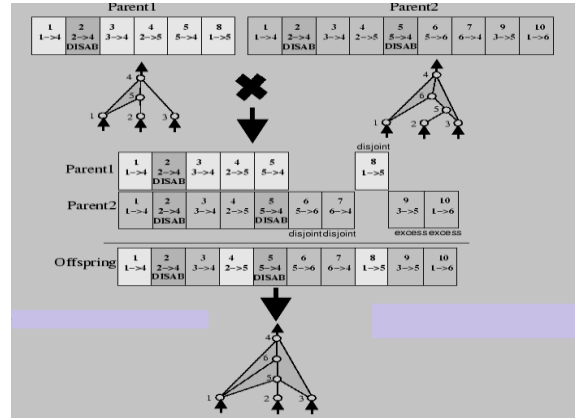 Parent1 Parent2
1 2 3 4 5 8 1 2 3 4 5 6 7 9 10
1->4 2->4 3->4 2->5 5->4 1->5 1->4 2->4 3->4 2->5 5->4 5->6 6->4 3->5 1->6
DISAB DISAB DISAB
4
5
1 2 3
4
6
5
1 2 3
disjoint
Parent1 1 2 3 4 5 8
1->4 2->4 3->4 2->5 5->4 1->5
DISAB
Parent2 1 2 3 4 5 6 7 9 10
1->4 2->4 3->4 2->5 5->4 5->6 6->4 3->5 1->6
DISAB DISAB
disjoint disjoint excess excess
Offspring 1 2 3 4 5 6 7 8 9 10
1->4 2->4 3->4 2->5 5->4 5->6 6->4 1->5 3->5 1->6
DISAB DISAB
4
6
5
1 2 3